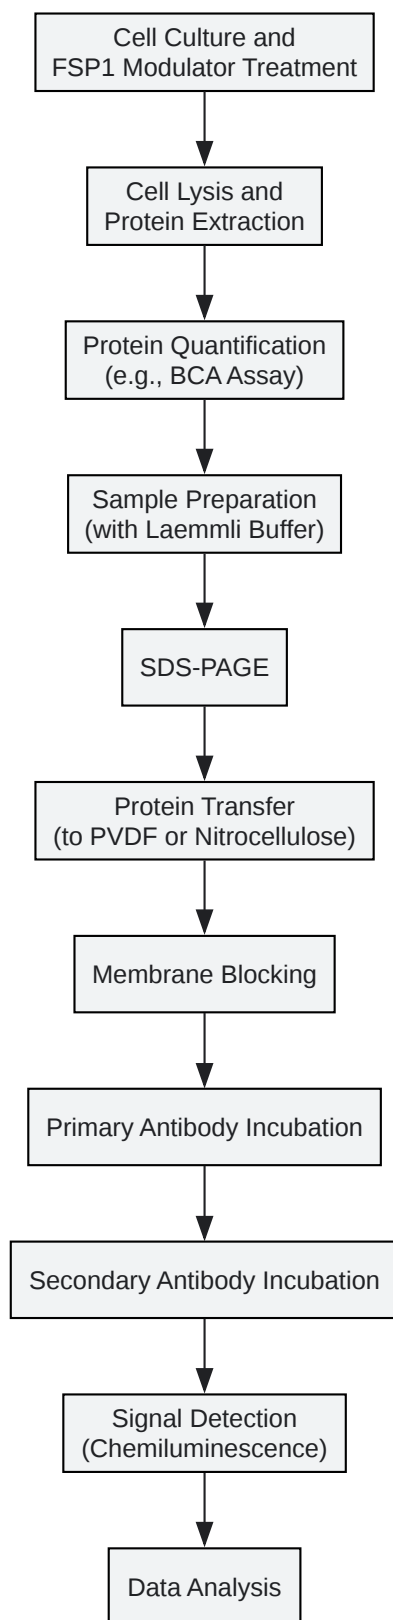 Cell Culture and
FSP1 Modulator Treatment
Cell Lysis and
Protein Extraction
Protein Quantification
(e.g., BCA Assay)
Sample Preparation
(with Laemmli Buffer)
SDS-PAGE
Protein Transfer
(to PVDF or Nitrocellulose)
Membrane Blocking
Primary Antibody Incubation
Secondary Antibody Incubation
Signal Detection
(Chemiluminescence)
Data Analysis